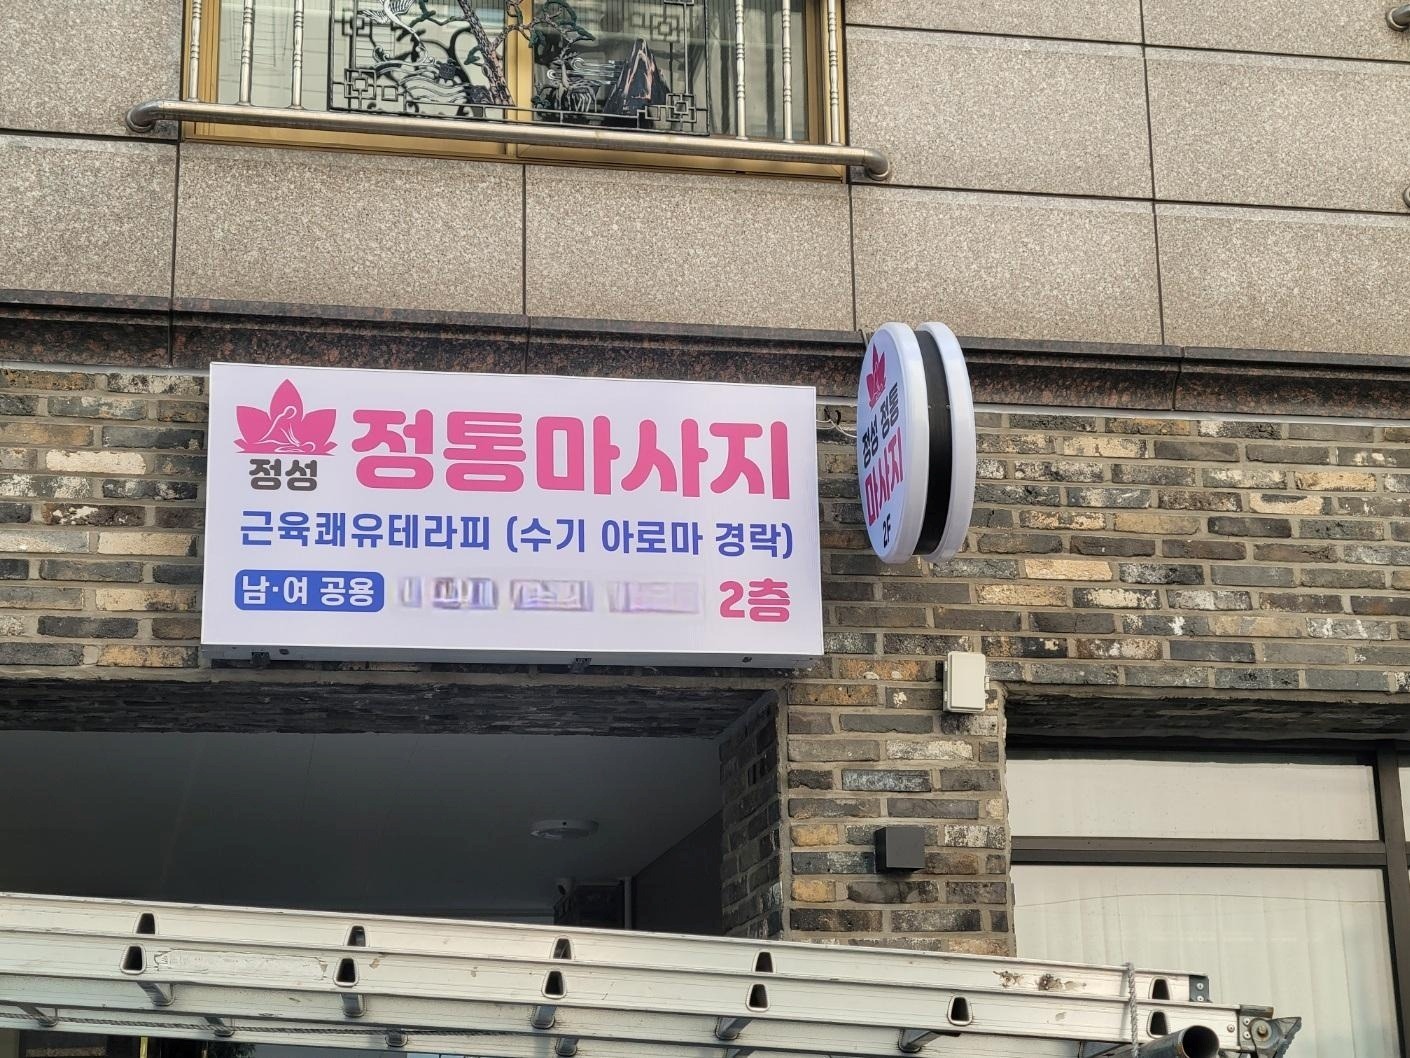 정성
정통마사지
근육쾌유테라피 (수기 아로마 경락)
남·여 공용
2층
정성 정통
마사지
2F